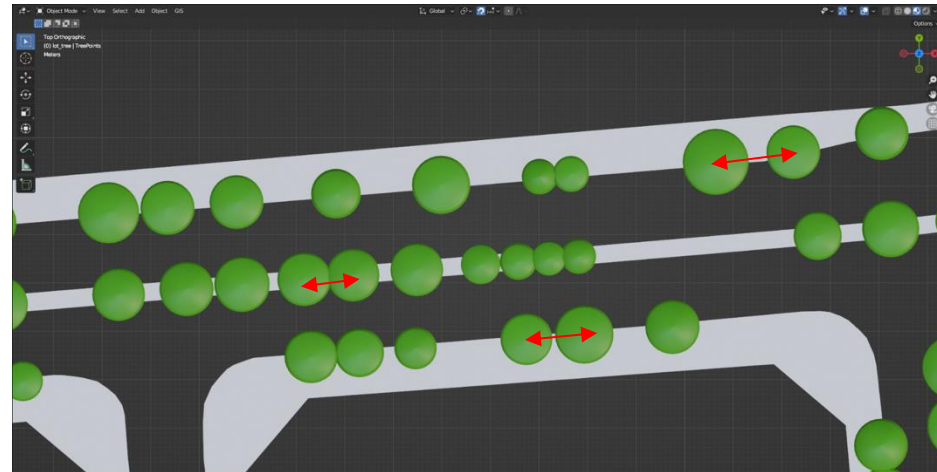 Object Mode View Select Add Object GIS Global
Options
Top Orthographic
(0) lot_tree | TreePoints
Meters